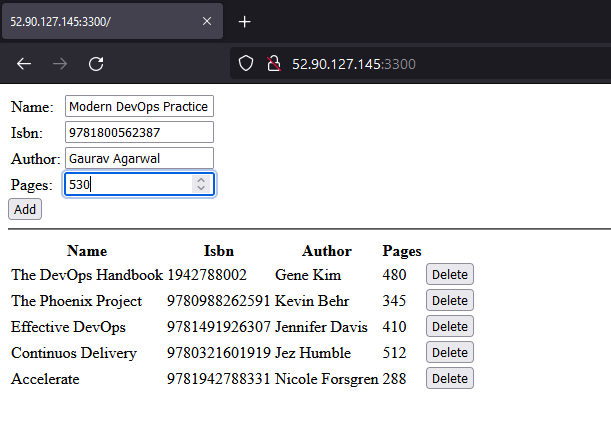 52.90.127.145:3300/
52.90.127.145:3300
Name: Modern DevOps Practice
Isbn: 9781800562387
Author: Gaurav Agarwal
Pages: 530
Add
Name Isbn Author Pages
The DevOps Handbook 1942788002 Gene Kim 480 Delete
The Phoenix Project 9780988262591 Kevin Behr 345 Delete
Effective DevOps 9781491926307 Jennifer Davis 410 Delete
Continuos Delivery 9780321601919 Jez Humble 512 Delete
Accelerate 9781942788331 Nicole Forsgren 288 Delete